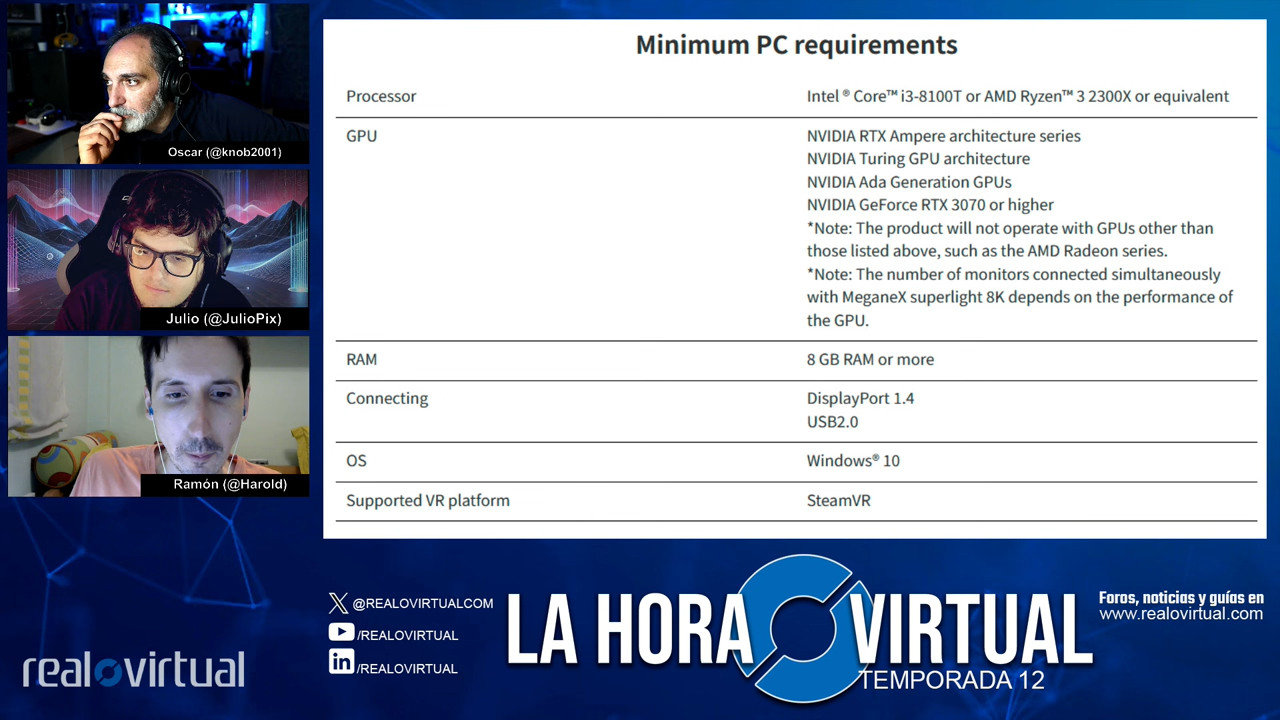 Oscar (@knob2001)
Julio (@JulioPix)
Ramón (@Harold)
Minimum PC requirements
Processor
Intel ® Core™ i3-8100T or AMD Ryzen™ 3 2300X or equivalent
GPU
NVIDIA RTX Ampere architecture series
NVIDIA Turing GPU architecture
NVIDIA Ada Generation GPUs
NVIDIA GeForce RTX 3070 or higher
*Note: The product will not operate with GPUs other than
those listed above, such as the AMD Radeon series.
*Note: The number of monitors connected simultaneously
with MeganeX superlight 8K depends on the performance of
the GPU.
RAM
8 GB RAM or more
Connecting
DisplayPort 1.4
USB2.0
OS
Windows® 10
Supported VR platform
SteamVR
realovirtual
@REALOVIRTUALCOM
/REALOVIRTUAL
/REALOVIRTUAL
LA HORA VIRTUAL
TEMPORADA 12
Foros, noticias y guías en
www.realovirtual.com